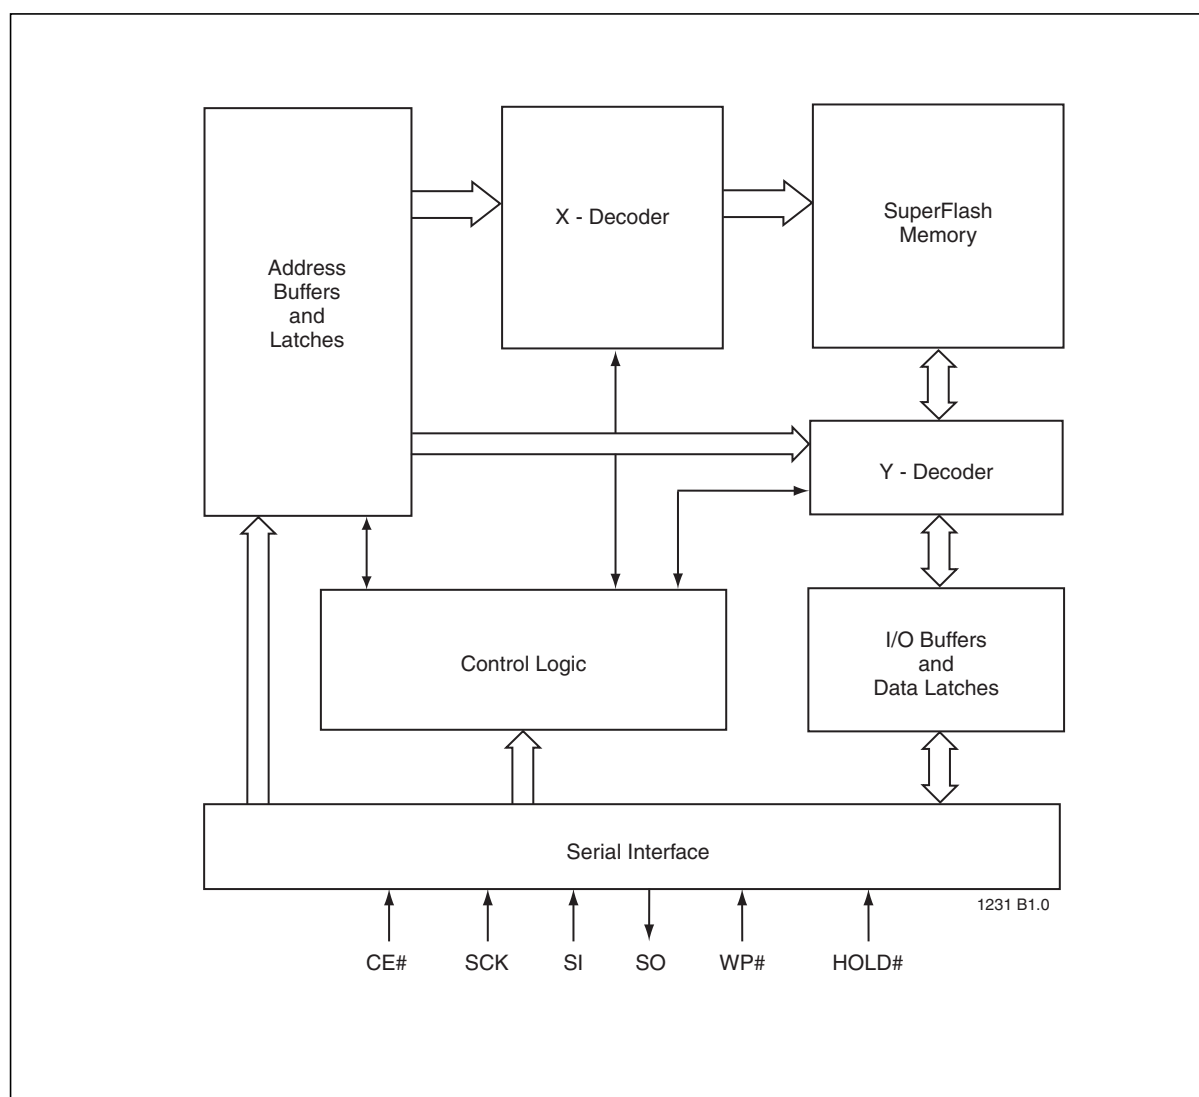 Address
Buffers
and
Latches
X - Decoder
SuperFlash
Memory
Y - Decoder
Control Logic
I/O Buffers
and
Data Latches
Serial Interface
1231 B1.0
CE#
SCK
SI
SO
WP#
HOLD#